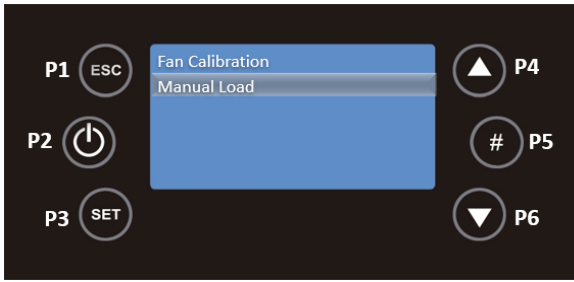 P1 ESC
Fan Calibration
Manual Load
P4
P2
# P5
P3 SET
P6